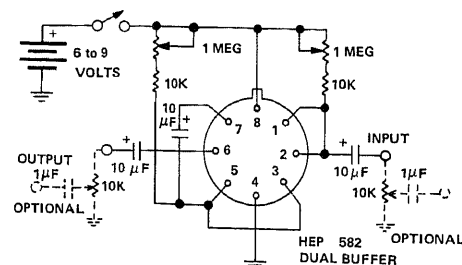 +
6 to 9
VOLTS
1 MEG
1 MEG
10K
10K
10
µF
+
7
8
1
6
2
5
4
3
+
10 µF
OUTPUT
1µF
10K
OPTIONAL
+
10 µF
INPUT
1µF
10K
OPTIONAL
HEP 582
DUAL BUFFER